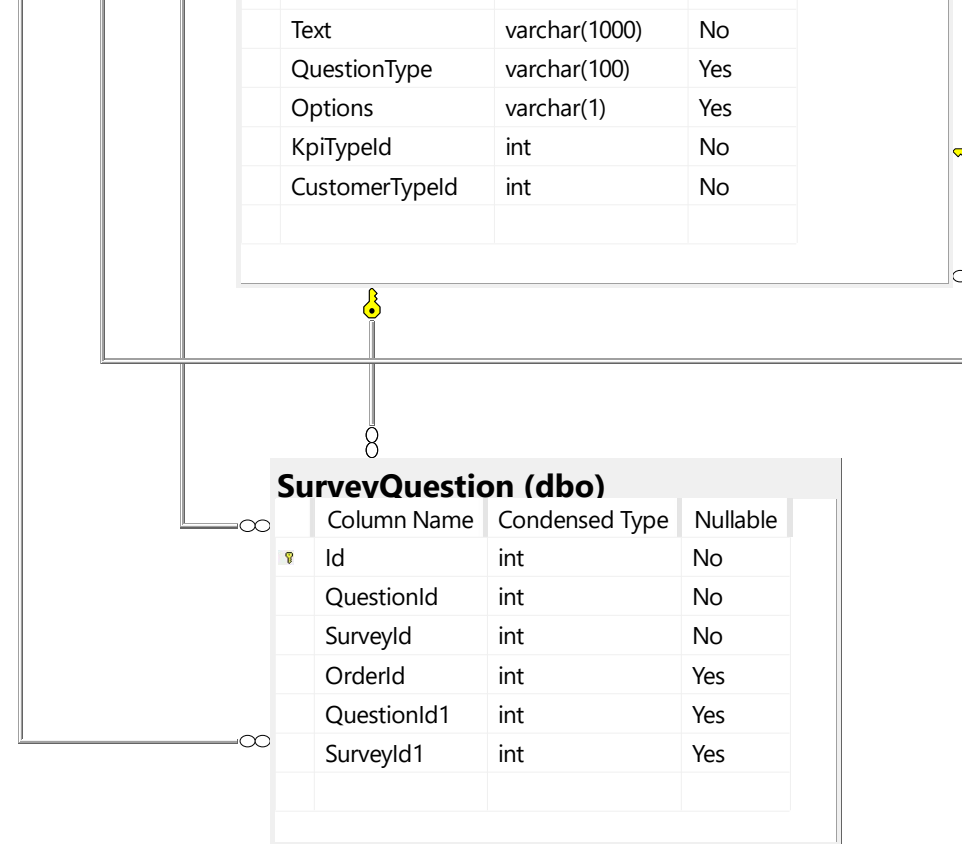 Text varchar(1000) No
QuestionType varchar(100) Yes
Options varchar(1) Yes
KpiTypeId int No
CustomerTypeId int No
SurveyQuestion (dbo)
Column Name Condensed Type Nullable
Id int No
QuestionId int No
SurveyId int No
OrderId int Yes
QuestionId1 int Yes
SurveyId1 int Yes